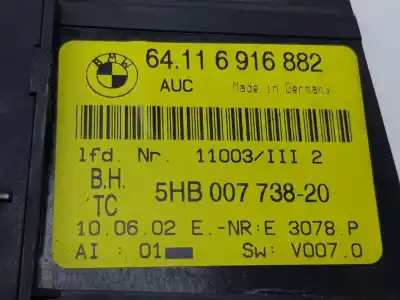 BMW
64.11 6 916 882
AUC Made in Germany
lfd. Nr. 11003/III 2
B.H.
TC
5HB 007 738-20
10.06.02 E.-NR:E 3078.P
AI : 01 Sw: V007.0